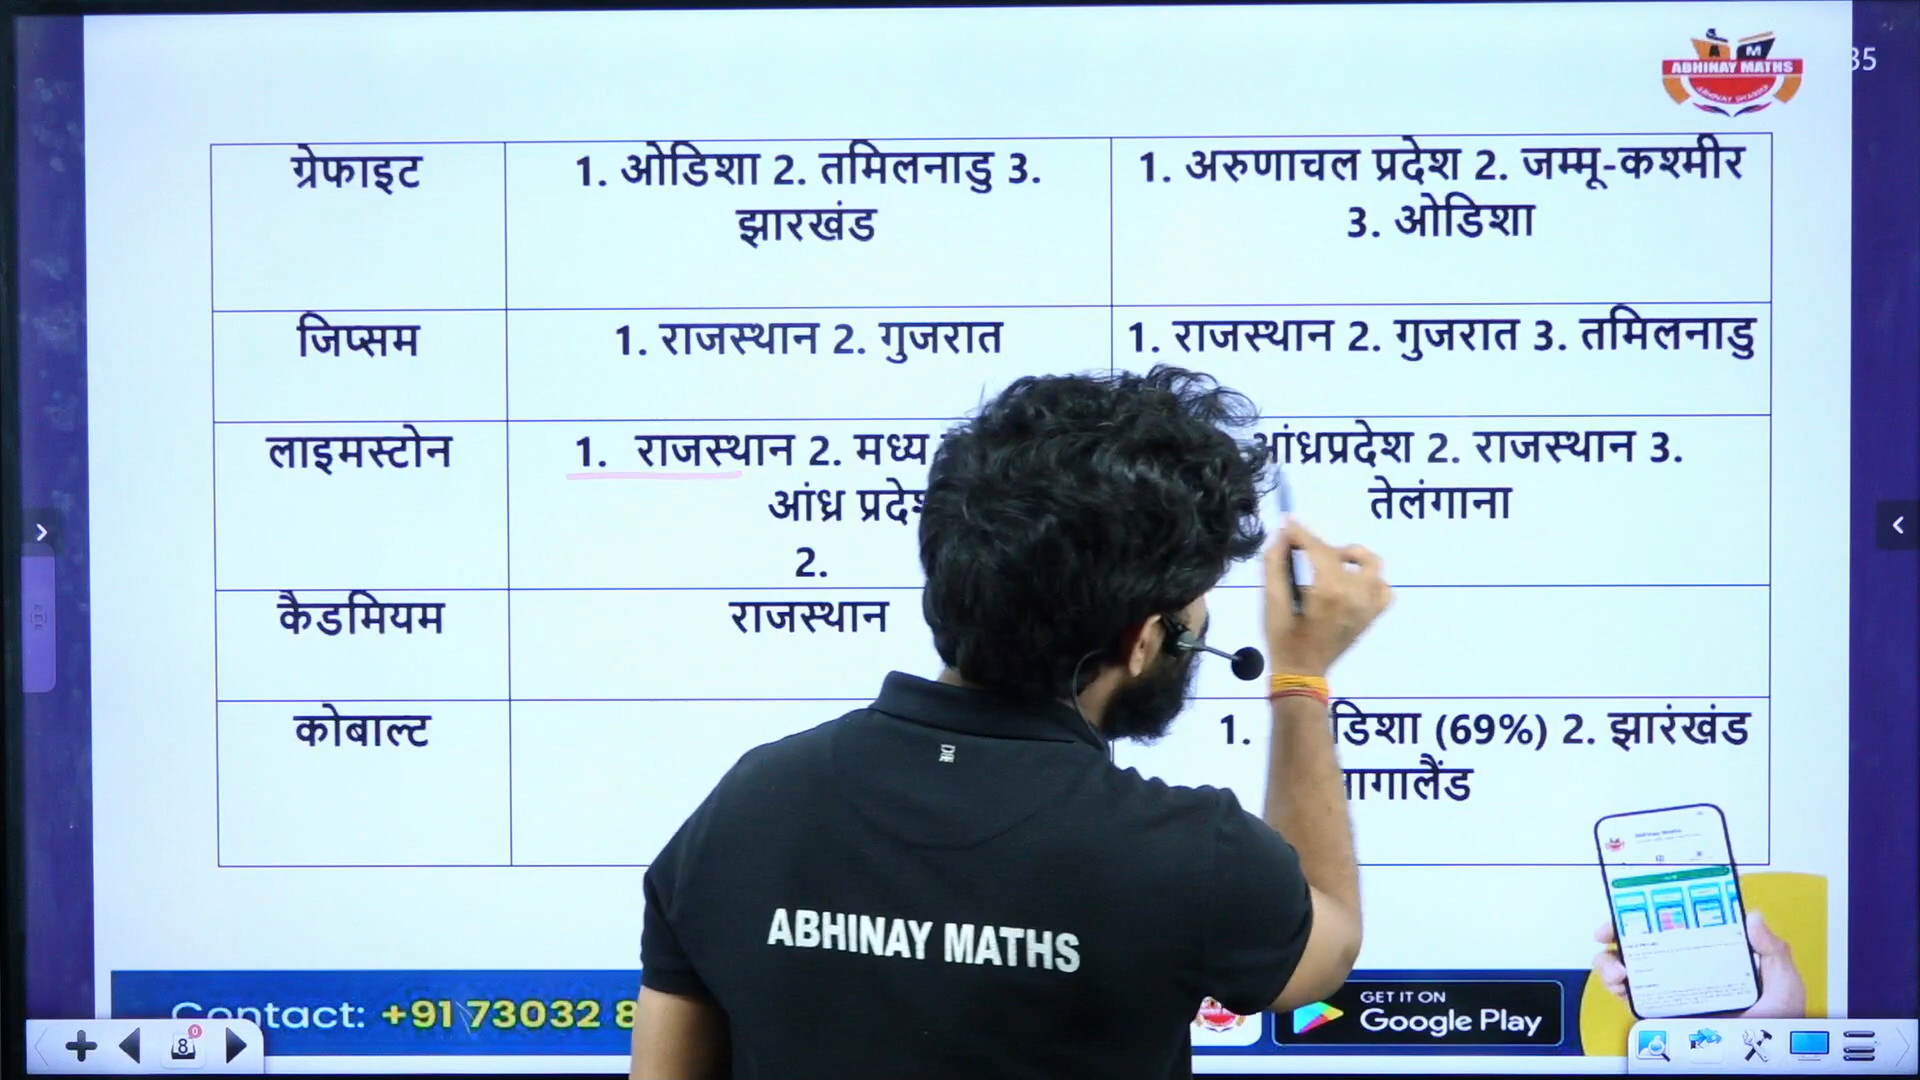 A M
ABHINAY MATHS
35
ग्रेफाइट
1. ओडिशा 2. तमिलनाडु 3.
झारखंड
1. अरुणाचल प्रदेश 2. जम्मू-कश्मीर
3. ओडिशा
जिप्सम
1. राजस्थान 2. गुजरात
1. राजस्थान 2. गुजरात 3. तमिलनाडु
लाइमस्टोन
1. राजस्थान 2. मध्य
आंध्र
2.
आंध्रप्रदेश 2. राजस्थान 3.
तेलंगाना
कैडमियम
राजस्थान
कोबाल्ट
1. डिशा (69%) 2. झारंखंड
गालैंड
ABHINAY MATHS
Contact: +91 73032 8
GET IT ON
Google Play
8
0